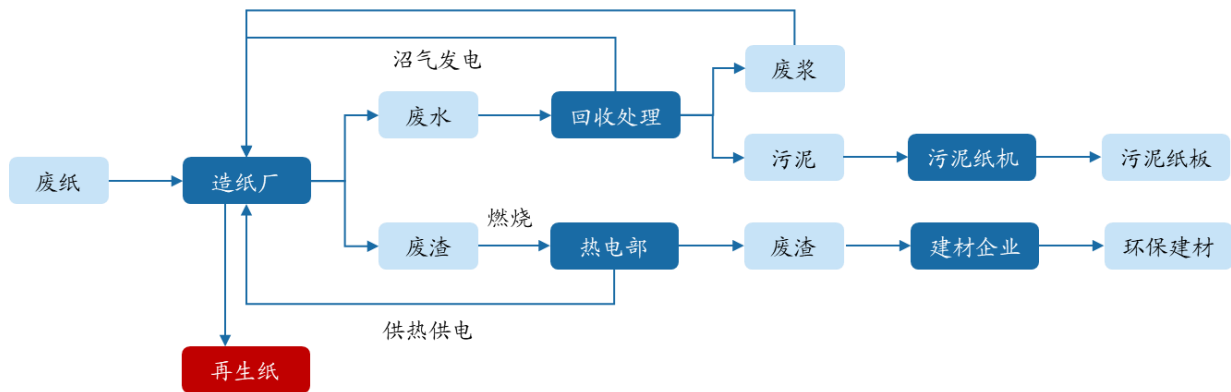 沼气发电
废浆
废水
回收处理
污泥
污泥纸机
污泥纸板
废纸
造纸厂
燃烧
废渣
热电部
废渣
建材企业
环保建材
供热供电
再生纸